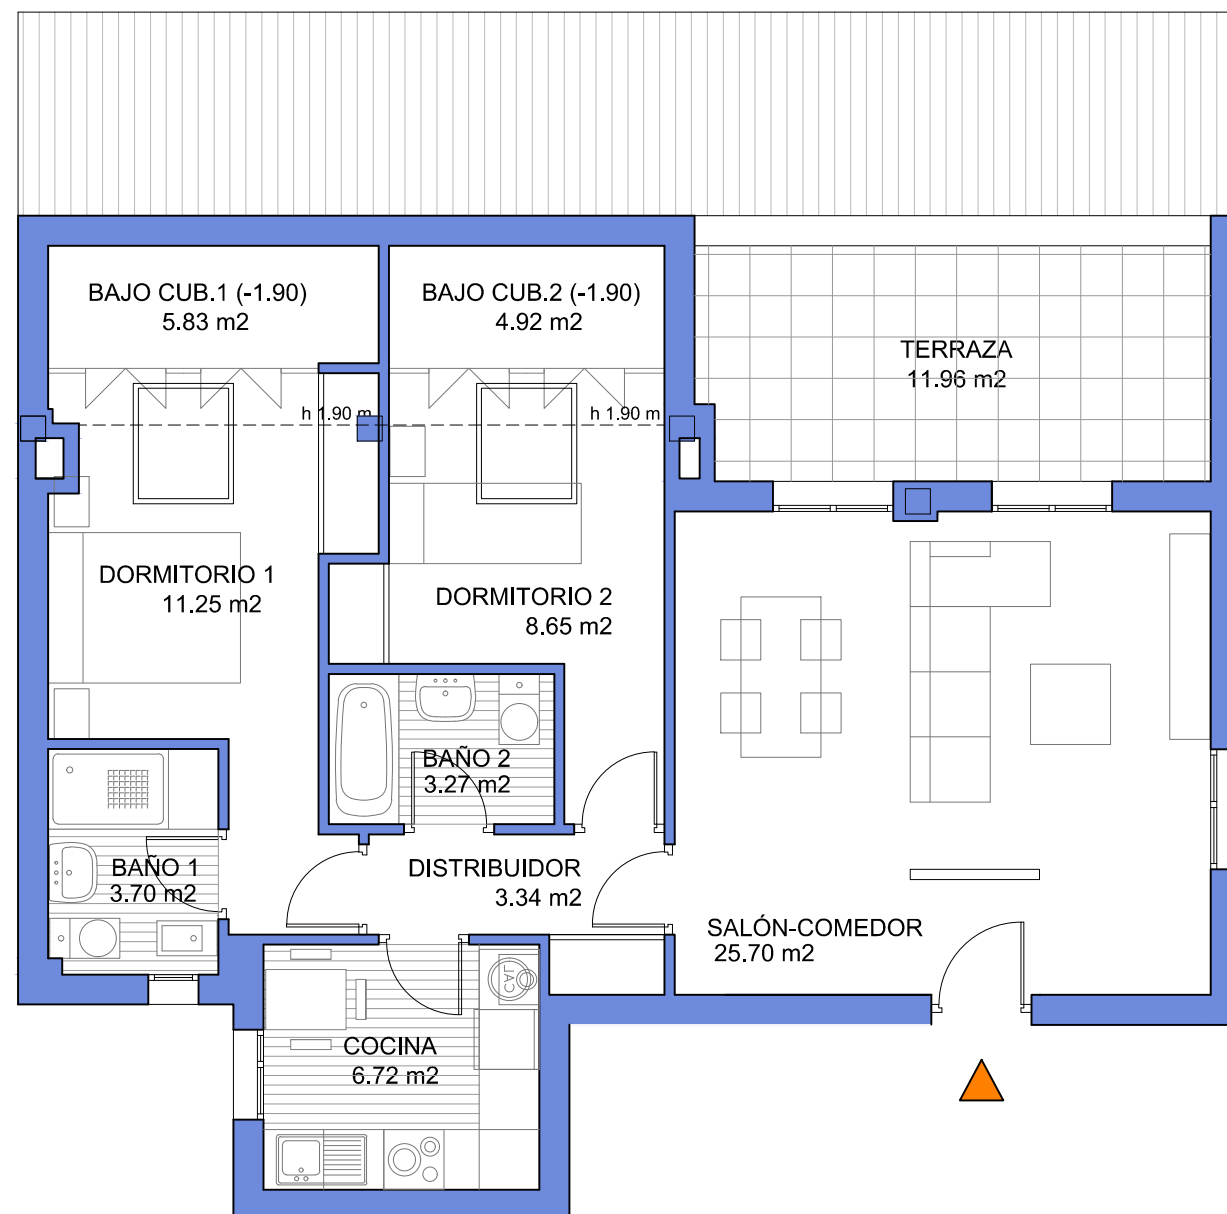 BAJO CUB.1 (-1.90)
5.83 m2
BAJO CUB.2 (-1.90)
4.92 m2
TERRAZA
11.96 m2
h 1.90 m
h 1.90 m
DORMITORIO 1
11.25 m2
DORMITORIO 2
8.65 m2
BAÑO 2
3.27 m2
BAÑO 1
3.70 m2
DISTRIBUIDOR
3.34 m2
SALÓN-COMEDOR
25.70 m2
CAL
COCINA
6.72 m2